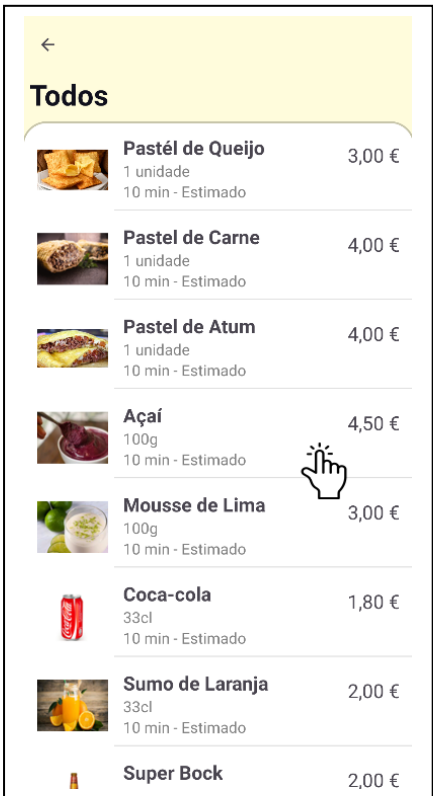 Todos
Pastél de Queijo
3,00 €
1 unidade
10 min - Estimado
Pastel de Carne
4,00 €
1 unidade
10 min - Estimado
Pastel de Atum
4,00 €
1 unidade
10 min - Estimado
Açaí
4,50 €
100g
10 min - Estimado
Mousse de Lima
3,00 €
100g
10 min - Estimado
Coca-cola
1,80 €
33cl
10 min - Estimado
Sumo de Laranja
2,00 €
33cl
10 min - Estimado
Super Bock
2,00 €
Coca-Cola